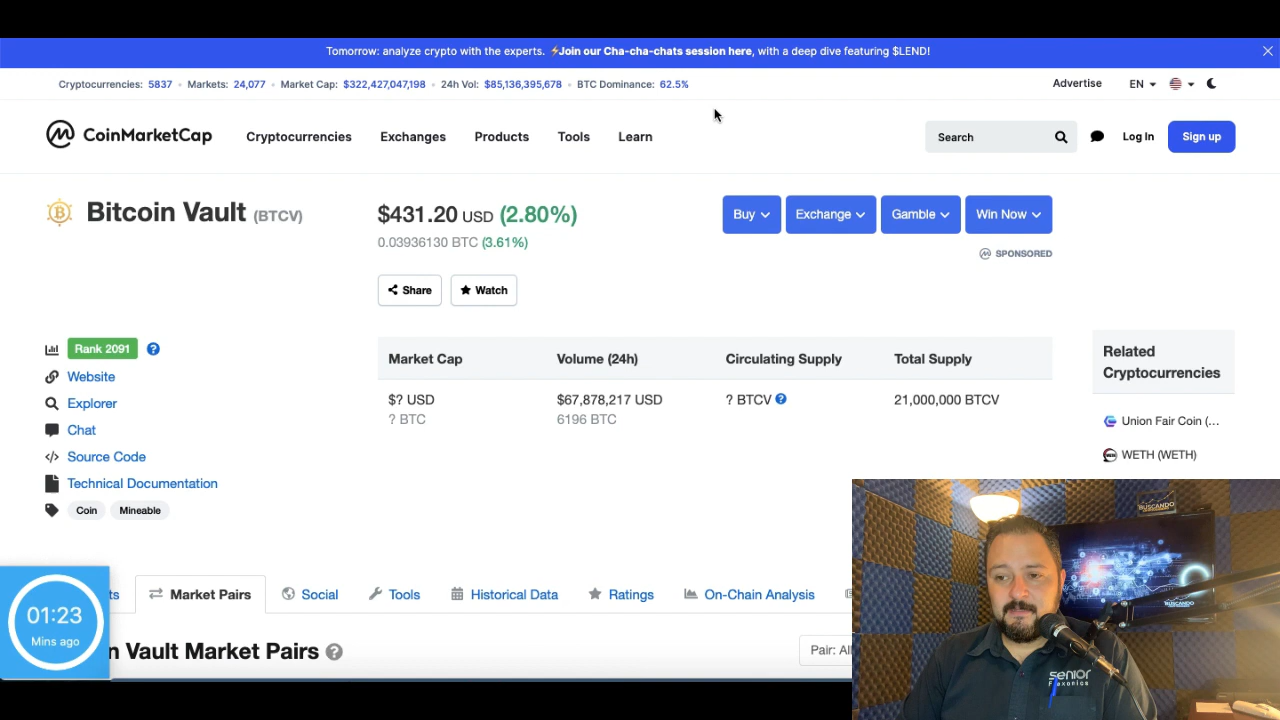 Tomorrow: analyze crypto with the experts. ⚡Join our Cha-cha-chats session here, with a deep dive featuring $LEND!
Cryptocurrencies: 5837 • Markets: 24,077 • Market Cap: $322,427,047,198 • 24h Vol: $85,136,395,678 • BTC Dominance: 62.5%
Advertise EN
CoinMarketCap Cryptocurrencies Exchanges Products Tools Learn Search Log In Sign up
Bitcoin Vault (BTCV)
$431.20 USD (2.80%)
0.03936130 BTC (3.61%)
Buy Exchange Gamble Win Now
SPONSORED
Share Watch
Rank 2091 ?
Website
Explorer
Chat
Source Code
Technical Documentation
Coin Mineable
Market Cap Volume (24h) Circulating Supply Total Supply
$? USD $67,878,217 USD ? BTCV ? 21,000,000 BTCV
? BTC 6196 BTC
Related
Cryptocurrencies
Union Fair Coin (...
WETH (WETH)
ts Market Pairs Social Tools Historical Data Ratings On-Chain Analysis
n Vault Market Pairs ?
Pair: All
01:23
Mins ago
BUSCANDO
BUSCANDO
senior